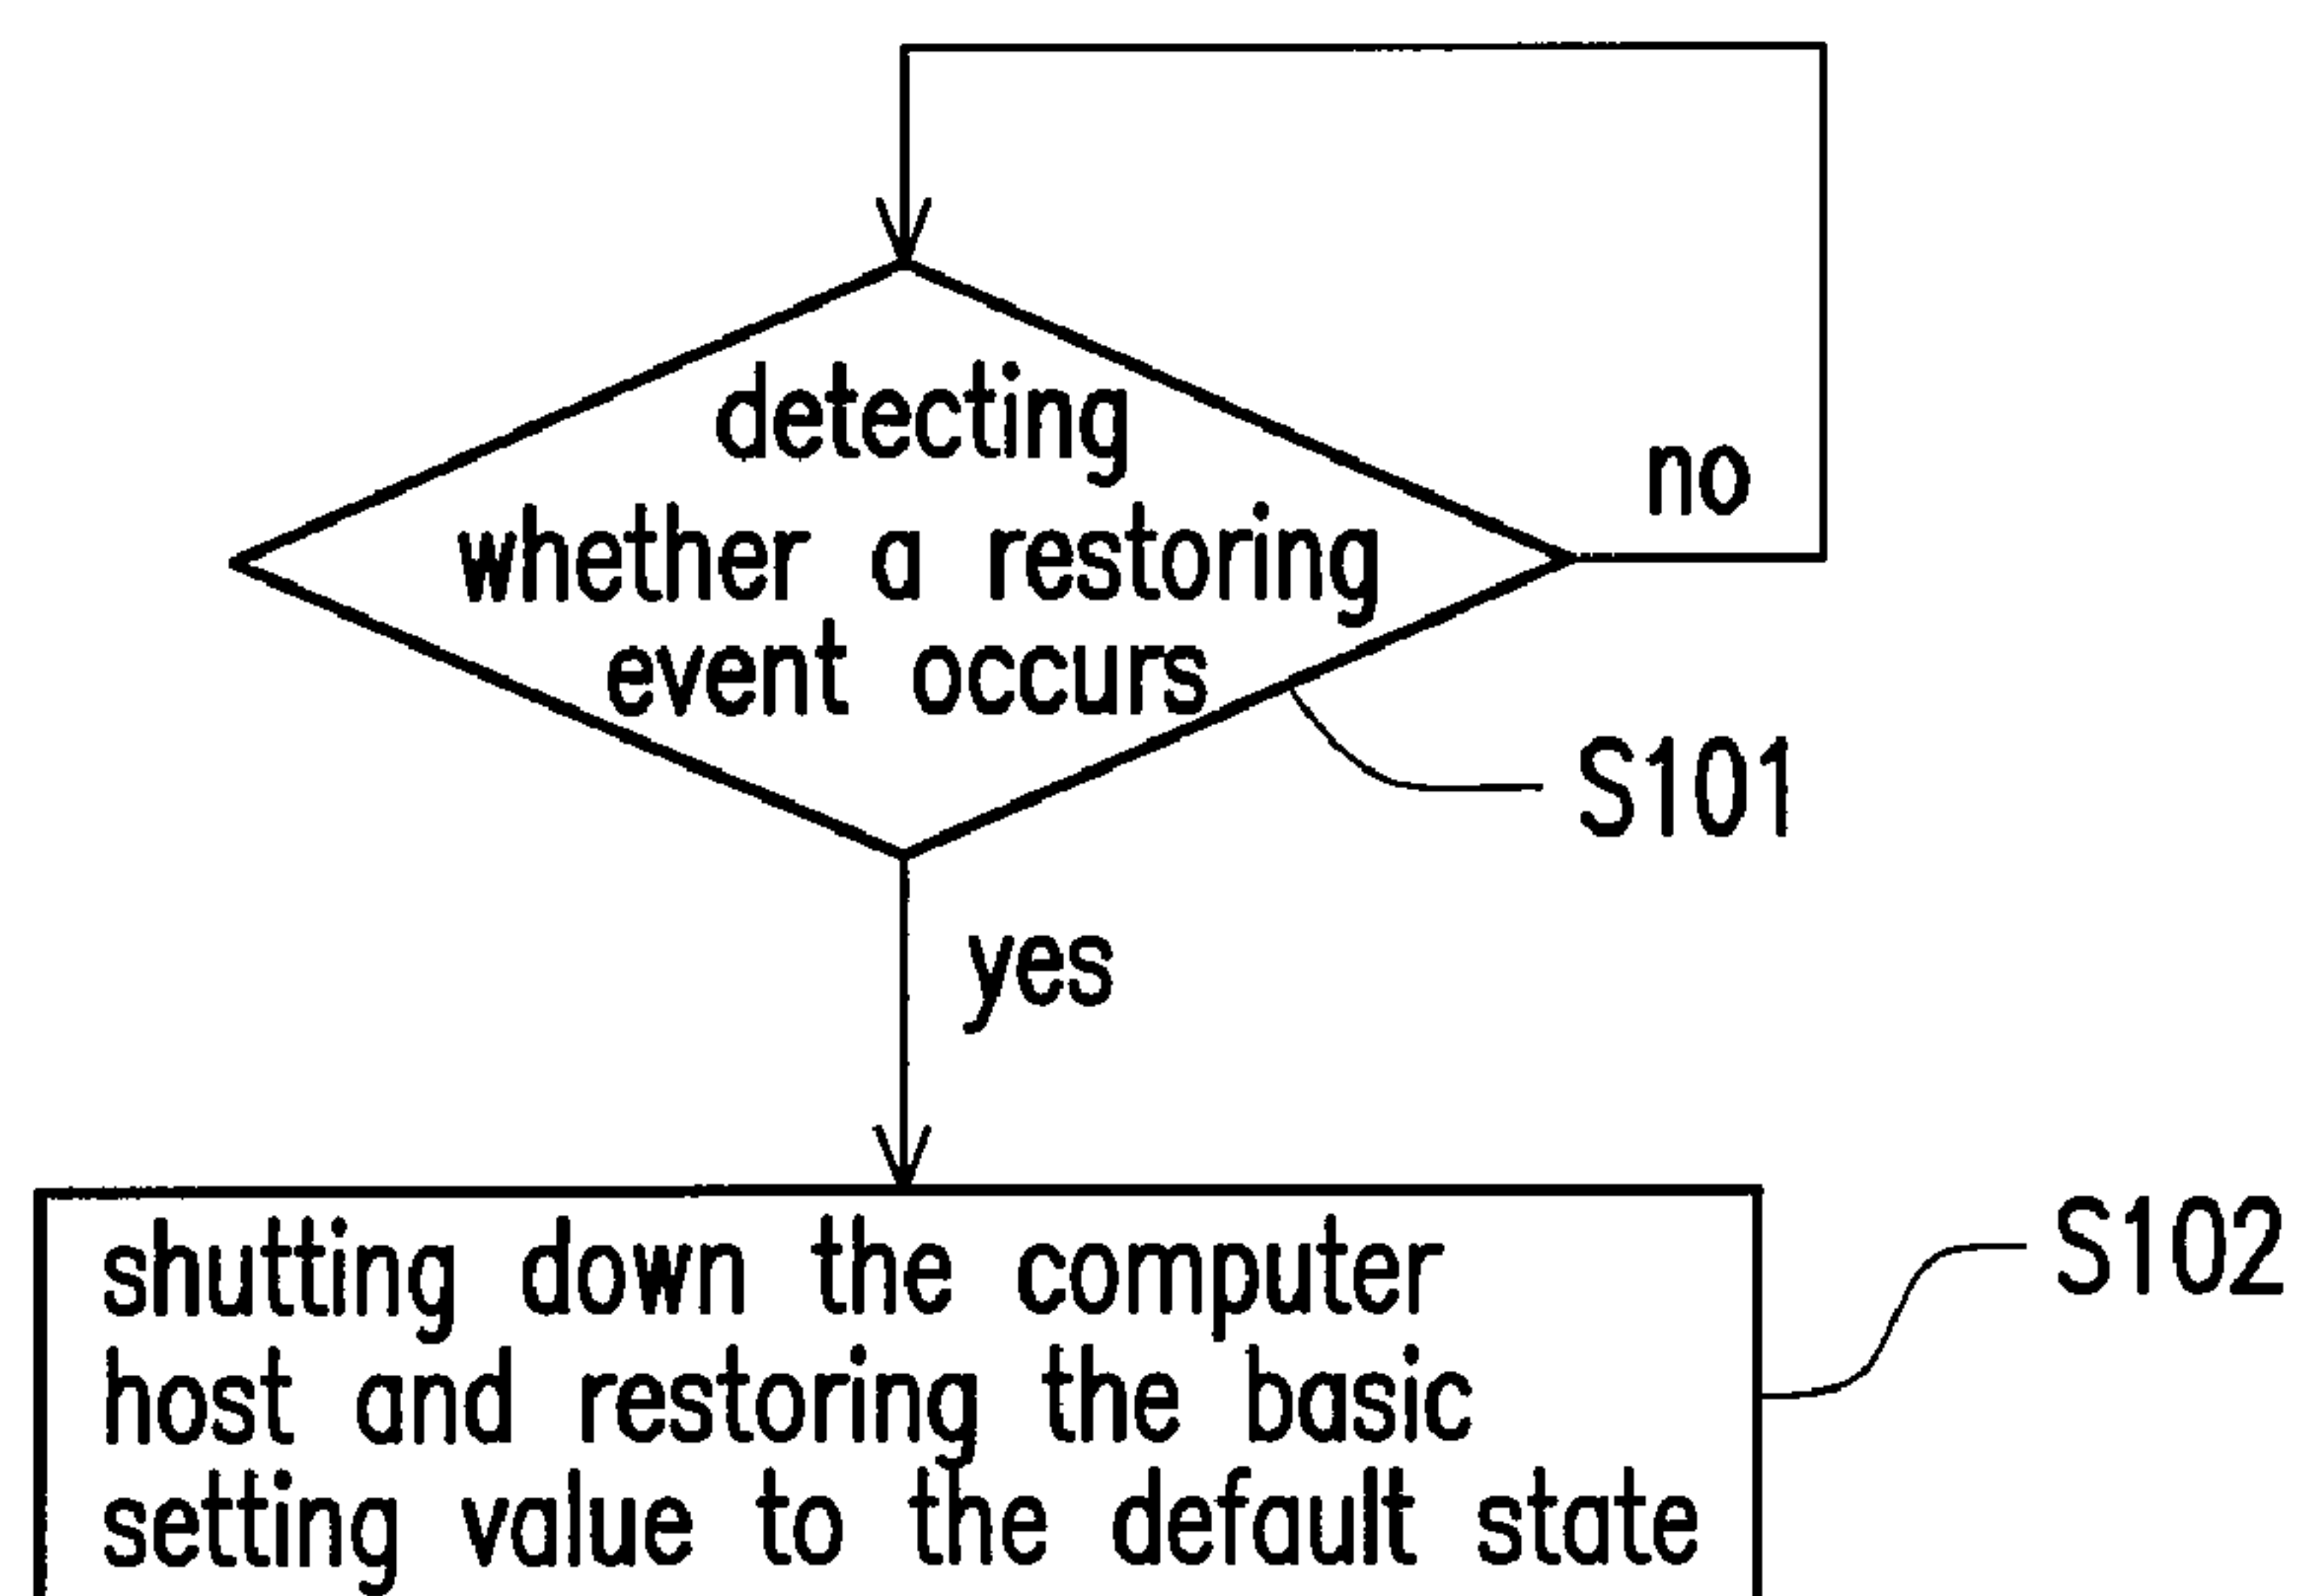 detecting
whether a restoring
event occurs
no
S101
yes
shutting down the computer
host and restoring the basic
setting value to the default state
S102